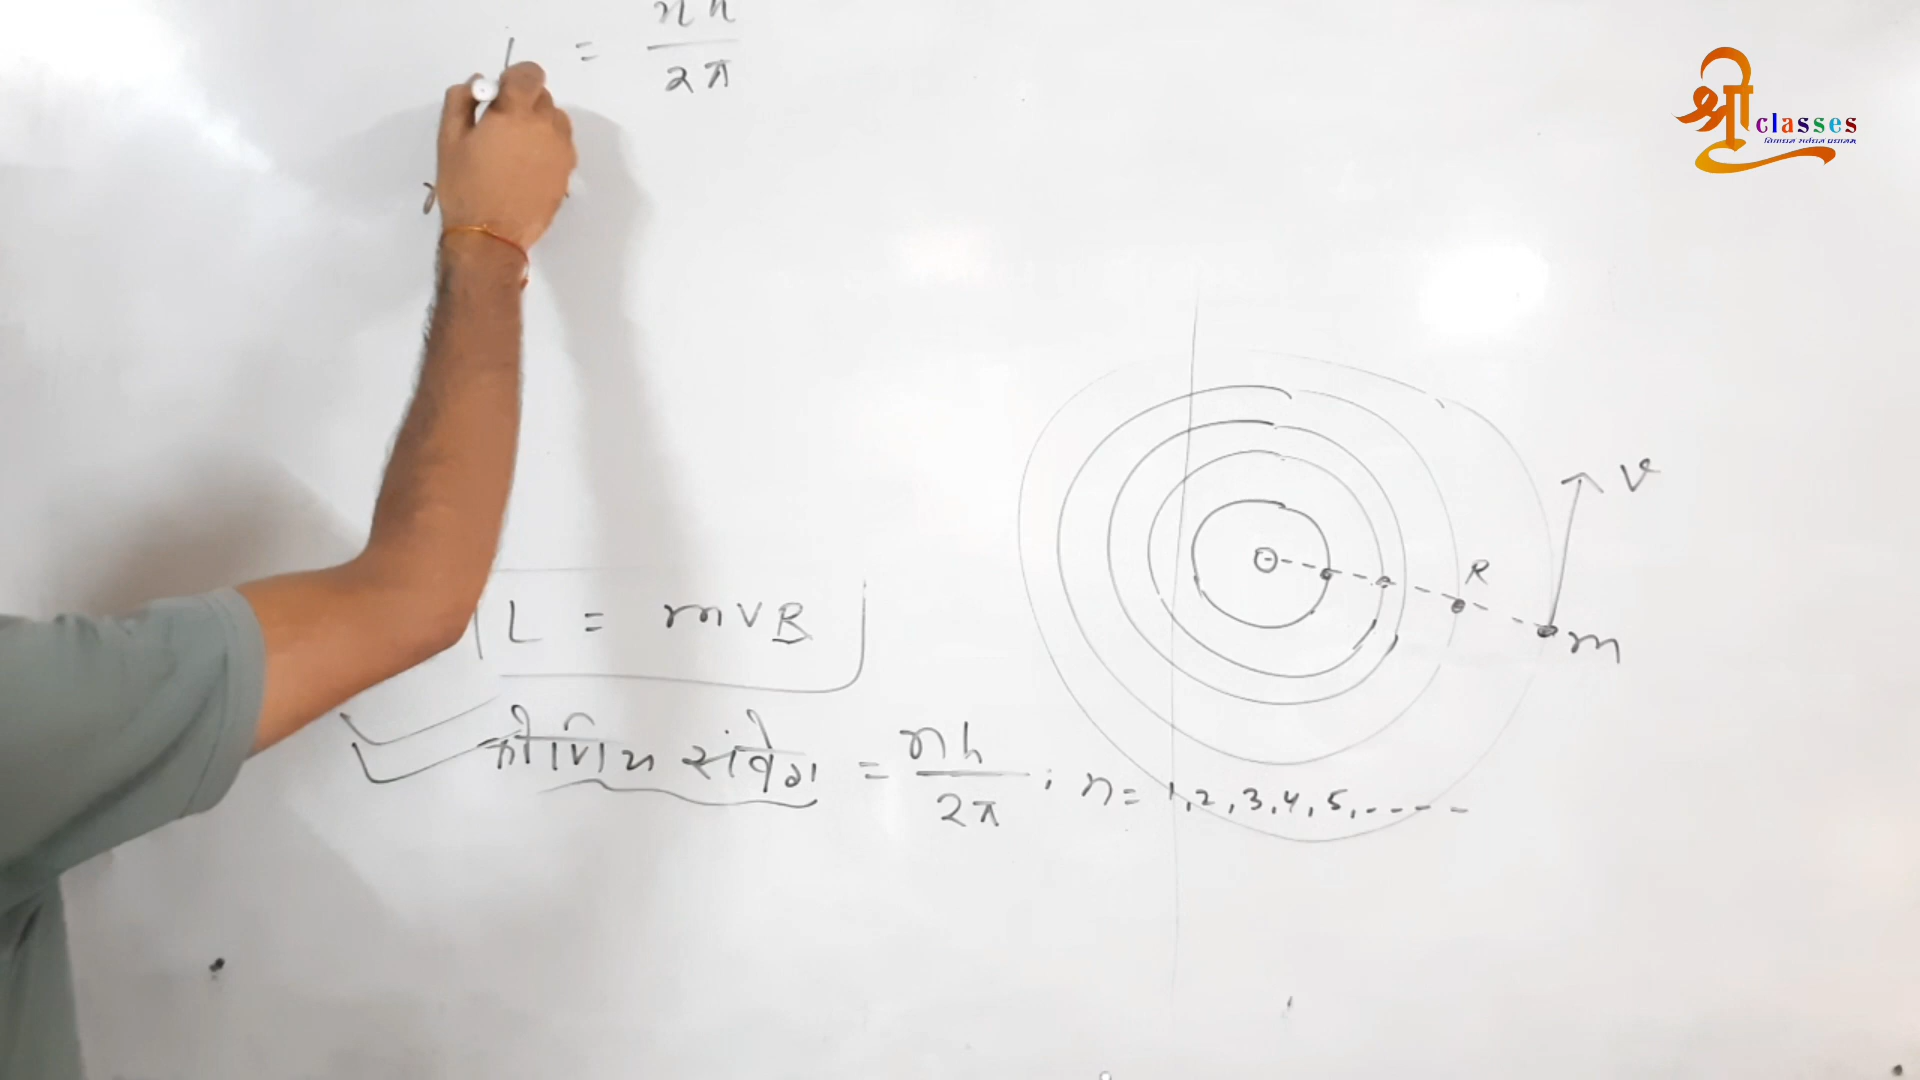 = nh
2π
श्री classes
V
R
L = mVR
m
कोणीय संवेग = nh
2π ; n = 1,2,3,4,5,----